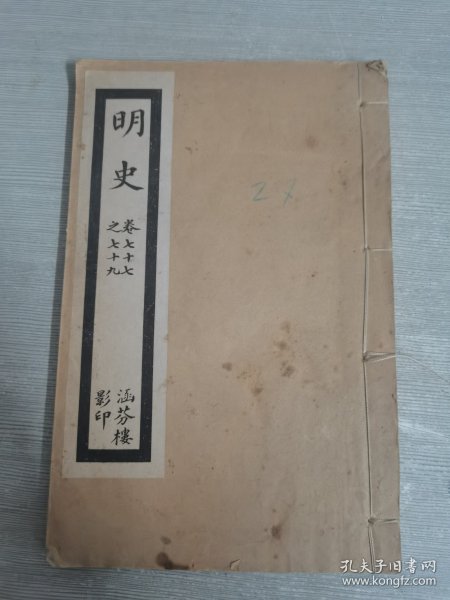 明史
卷七十七
之七十九
涵芬樓
影印
24
孔夫子旧书网
www.kongfz.com